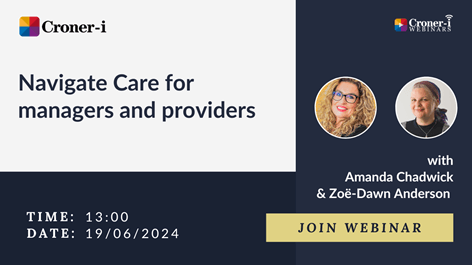 Croner-i
Croner-i
WEBINARS
Navigate Care for
managers and providers
with
Amanda Chadwick
& Zoë-Dawn Anderson
TIME: 13:00
DATE: 19/06/2024
JOIN WEBINAR